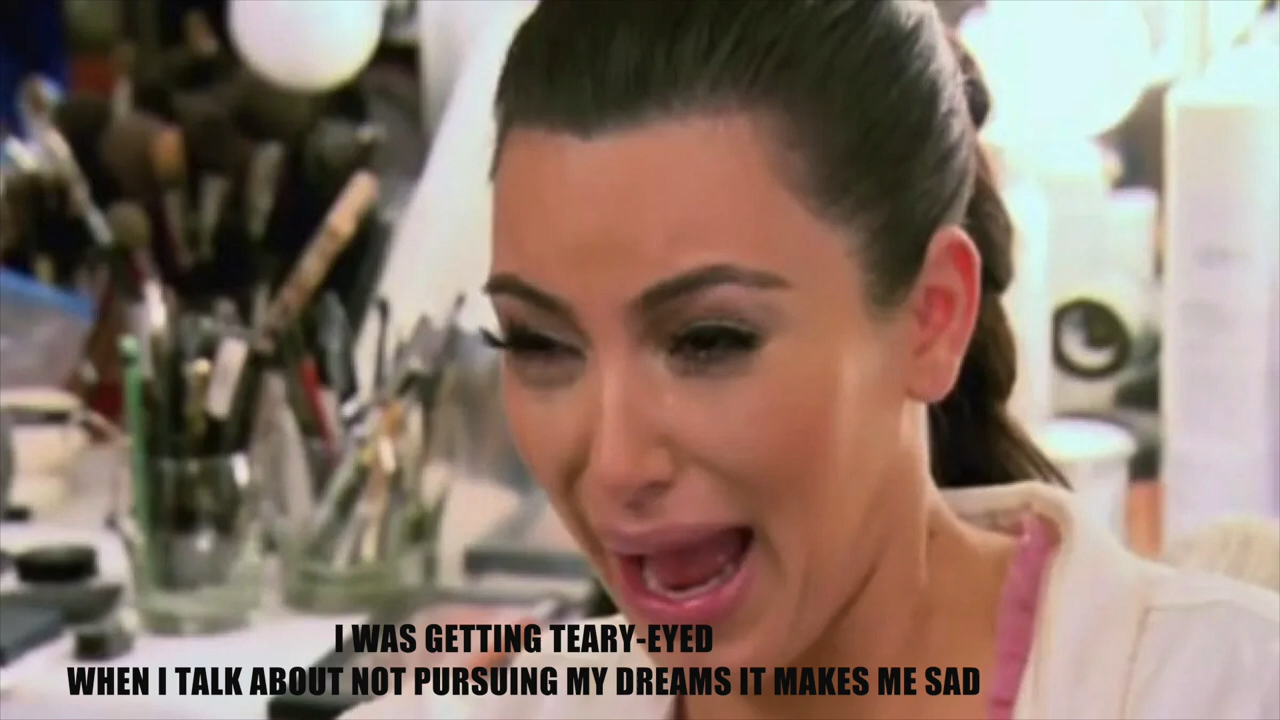 I WAS GETTING TEARY-EYED
WHEN I TALK ABOUT NOT PURSUING MY DREAMS IT MAKES ME SAD